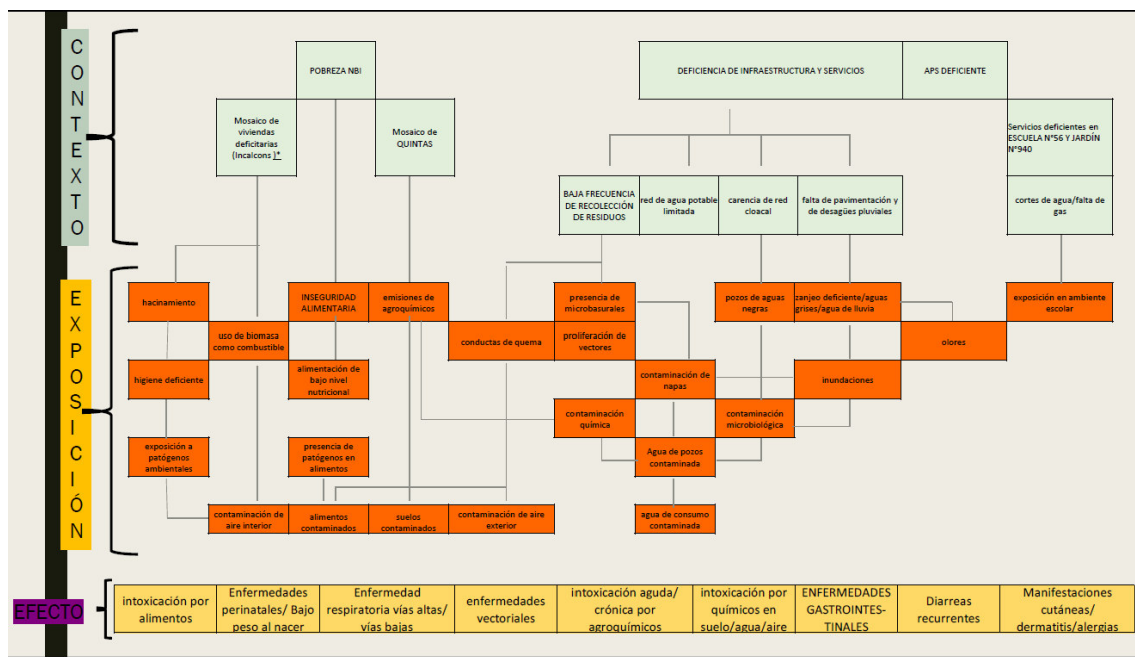 CONTEXTO
POBREZA NBI
DEFICIENCIA DE INFRAESTRUCTURA Y SERVICIOS
APS DEFICIENTE
Mosaico de
viviendas
deficitarias
(Incalcons )*
Mosaico de
QUINTAS
Servicios deficientes en
ESCUELA N°56 Y JARDÍN
N°940
BAJA FRECUENCIA
DE RECOLECCIÓN
DE RESIDUOS
red de agua potable
limitada
carencia de red
cloacal
falta de pavimentación y
de desagües pluviales
cortes de agua/falta de
gas
EXPOSICIÓN
hacinamiento
INSEGURIDAD
ALIMENTARIA
emisiones de
agroquímicos
presencia de
microbasurales
pozos de aguas
negras
zanjeo deficiente/aguas
grises/agua de lluvia
exposición en ambiente
escolar
uso de biomasa
como combustible
conductas de quema
proliferación de
vectores
olores
higiene deficiente
alimentación de
bajo nivel
nutricional
contaminación de
napas
inundaciones
contaminación
química
contaminación
microbiológica
exposición a
patógenos
ambientales
presencia de
patógenos en
alimentos
Agua de pozos
contaminada
contaminación de
aire interior
alimentos
contaminados
suelos
contaminados
contaminación de aire
exterior
agua de consumo
contaminada
EFECTO
intoxicación por
alimentos
Enfermedades
perinatales/ Bajo
peso al nacer
Enfermedad
respiratoria vías altas/
vías bajas
enfermedades
vectoriales
intoxicación aguda/
crónica por
agroquímicos
intoxicación por
químicos en
suelo/agua/aire
ENFERMEDADES
GASTROINTES-
TINALES
Diarreas
recurrentes
Manifestaciones
cutáneas/
dermatitis/alergias